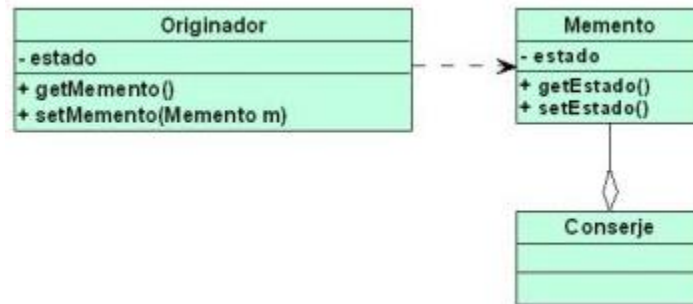 Originador
- estado
+ getMemento()
+ setMemento(Memento m)
Memento
- estado
+ getEstado()
+ setEstado()
Conserje